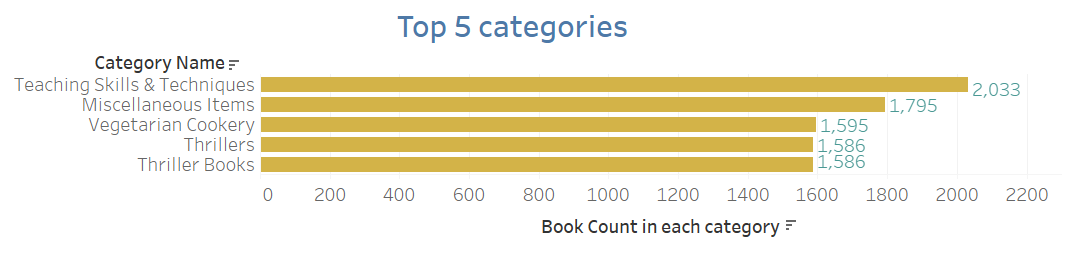 Top 5 categories
Category Name
Teaching Skills & Techniques 2,033
Miscellaneous Items 1,795
Vegetarian Cookery 1,595
Thrillers 1,586
Thriller Books 1,586
0 200 400 600 800 1000 1200 1400 1600 1800 2000 2200
Book Count in each category